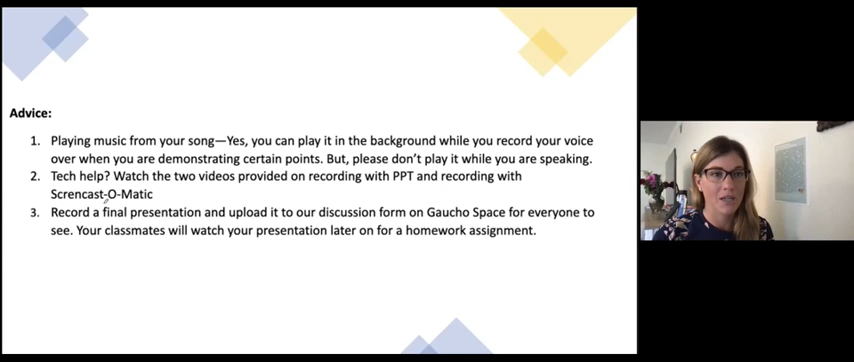 Advice:
1. Playing music from your song—Yes, you can play it in the background while you record your voice
over when you are demonstrating certain points. But, please don't play it while you are speaking.
2. Tech help? Watch the two videos provided on recording with PPT and recording with
Screncast-O-Matic
3. Record a final presentation and upload it to our discussion form on Gaucho Space for everyone to
see. Your classmates will watch your presentation later on for a homework assignment.